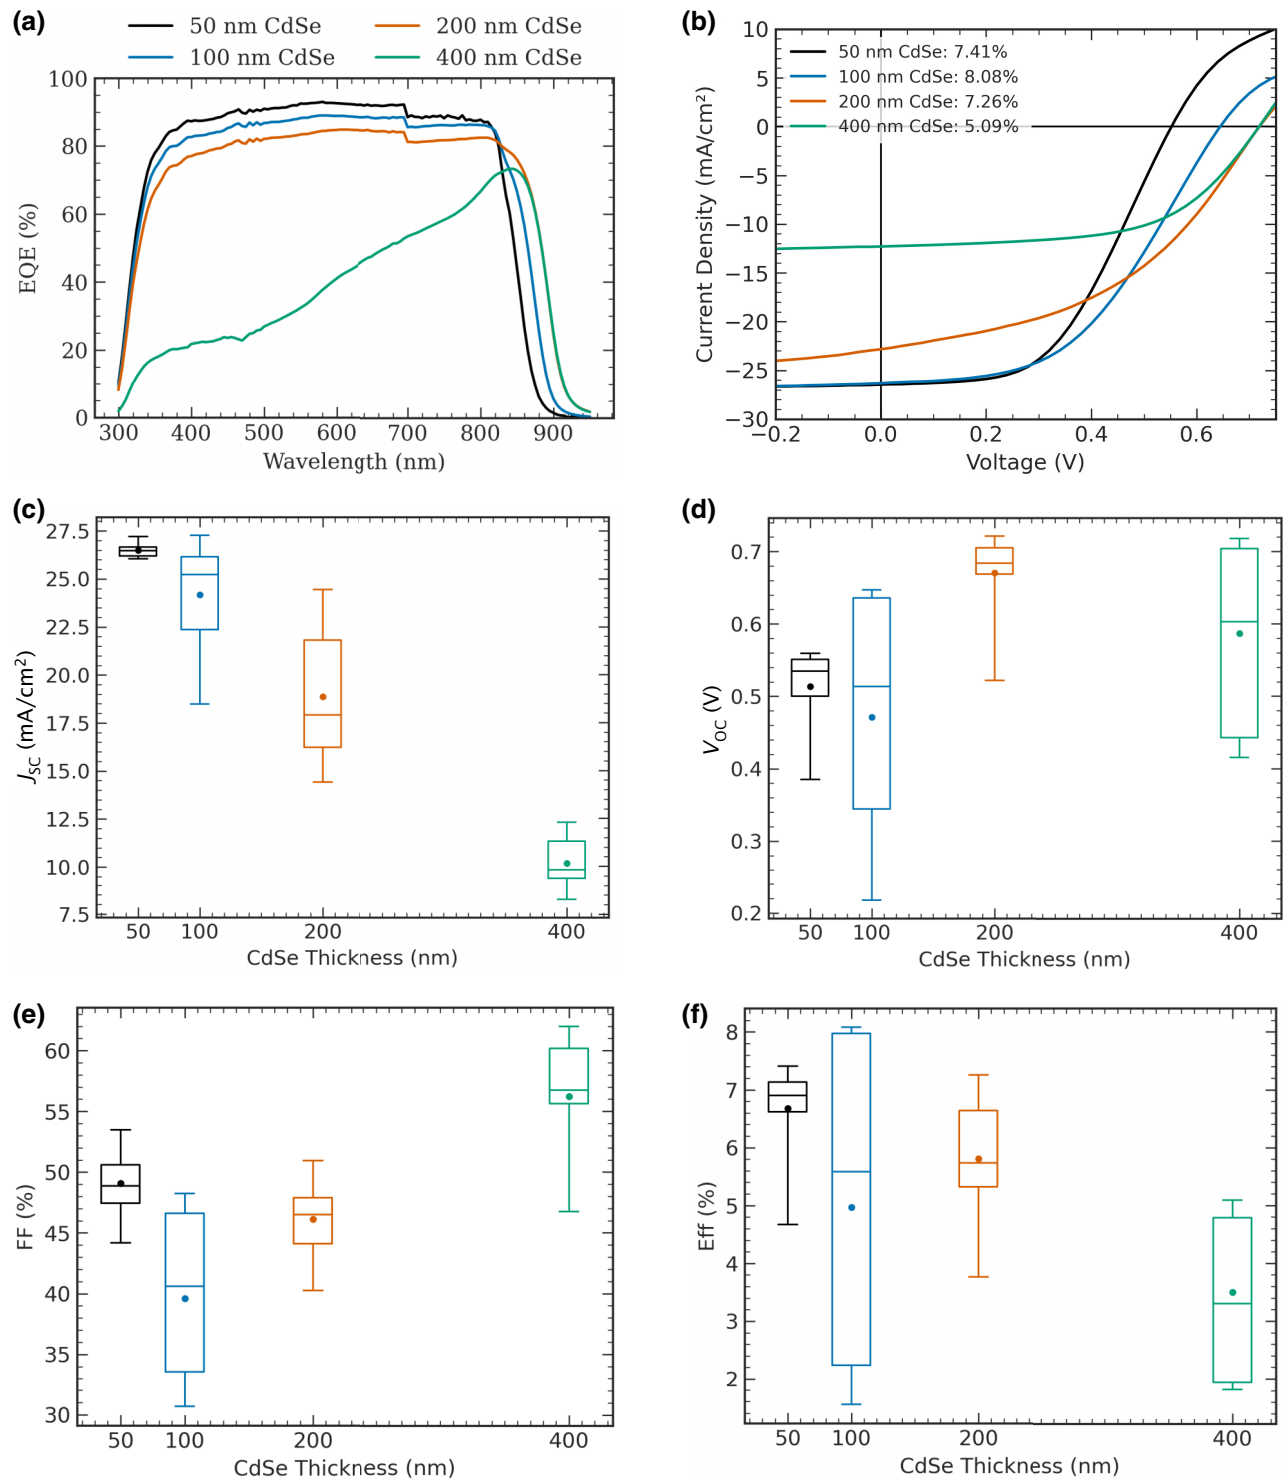 (a)
50 nm CdSe
200 nm CdSe
100 nm CdSe
400 nm CdSe
100
80
60
40
20
0
EQE (%)
300 400 500 600 700 800 900
Wavelength (nm)
(b)
50 nm CdSe: 7.41%
100 nm CdSe: 8.08%
200 nm CdSe: 7.26%
400 nm CdSe: 5.09%
10
5
0
−5
−10
−15
−20
−25
−30
Current Density (mA/cm²)
−0.2 0.0 0.2 0.4 0.6
Voltage (V)
(c)
27.5
25.0
22.5
20.0
17.5
15.0
12.5
10.0
7.5
JSC (mA/cm²)
50 100 200 400
CdSe Thickness (nm)
(d)
0.7
0.6
0.5
0.4
0.3
0.2
VOC (V)
50 100 200 400
CdSe Thickness (nm)
(e)
60
55
50
45
40
35
30
FF (%)
50 100 200 400
CdSe Thickness (nm)
(f)
8
7
6
5
4
3
2
Eff (%)
50 100 200 400
CdSe Thickness (nm)